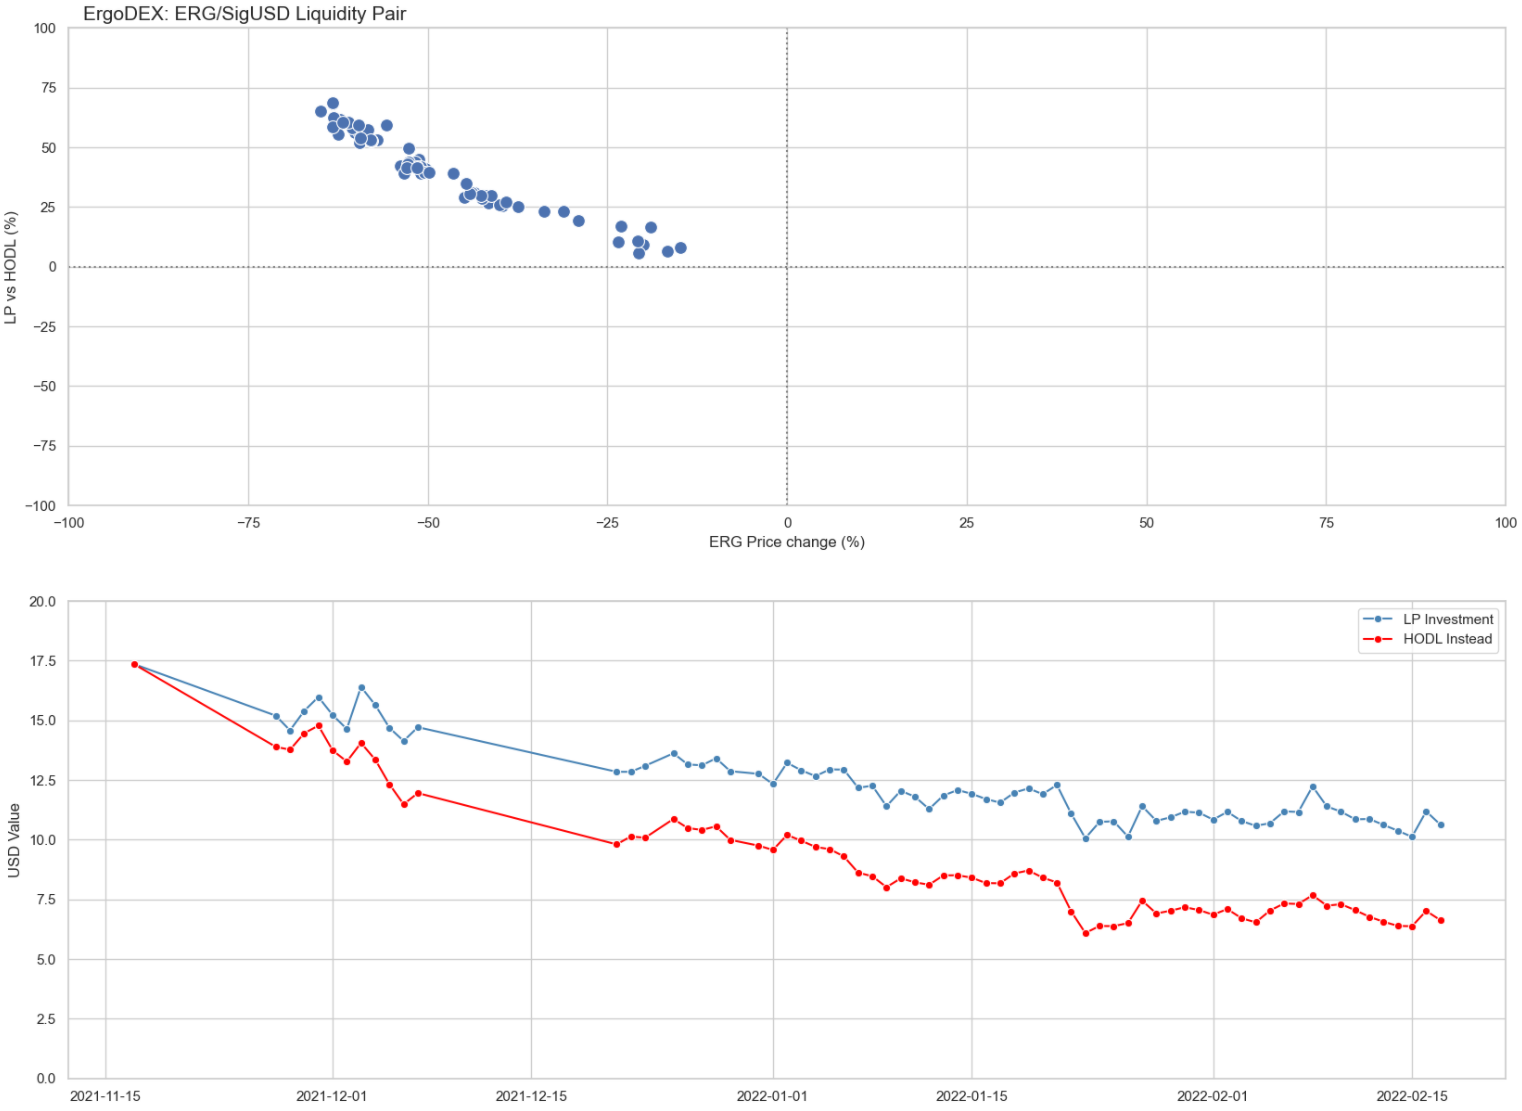 ErgoDEX: ERG/SigUSD Liquidity Pair
100
75
50
25
0
−25
−50
−75
−100
LP vs HODL (%)
−100 −75 −50 −25 0 25 50 75 100
ERG Price change (%)
20.0
17.5
15.0
12.5
10.0
7.5
5.0
2.5
0.0
USD Value
LP Investment
HODL Instead
2021-11-15 2021-12-01 2021-12-15 2022-01-01 2022-01-15 2022-02-01 2022-02-15